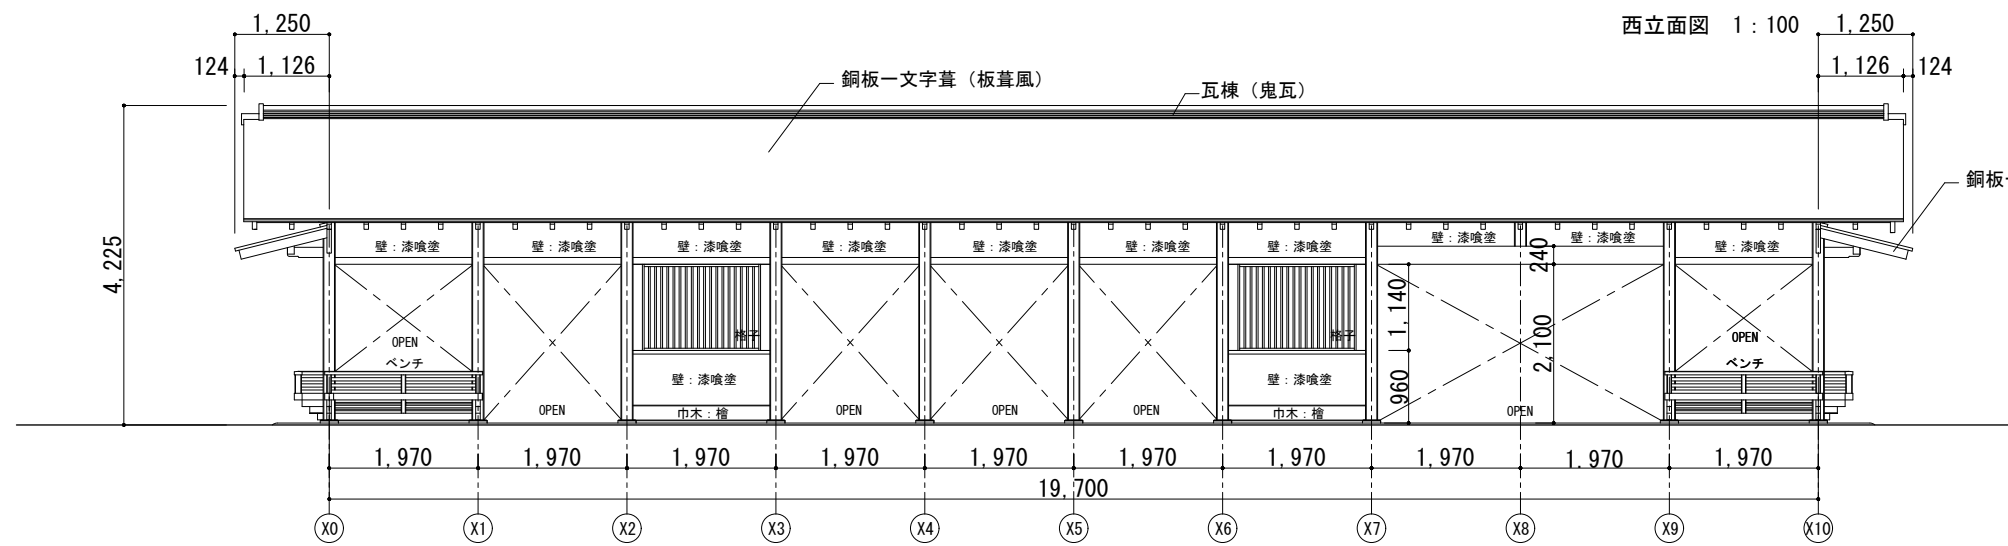 西立面図 1：100
1,250
1,250
124
1,126
1,126
124
銅板一文字葺（板葺風）
瓦棟（鬼瓦）
銅板
4,225
壁：漆喰塗
壁：漆喰塗
壁：漆喰塗
壁：漆喰塗
壁：漆喰塗
壁：漆喰塗
壁：漆喰塗
壁：漆喰塗
壁：漆喰塗
壁：漆喰塗
240
1,140
2,100
960
格子
格子
OPEN
ベンチ
OPEN
ベンチ
壁：漆喰塗
壁：漆喰塗
OPEN
巾木：檜
OPEN
OPEN
OPEN
巾木：檜
OPEN
1,970
1,970
1,970
1,970
1,970
1,970
1,970
1,970
1.970
1,970
19,700
X0
X1
X2
X3
X4
X5
X6
X7
X8
X9
X10